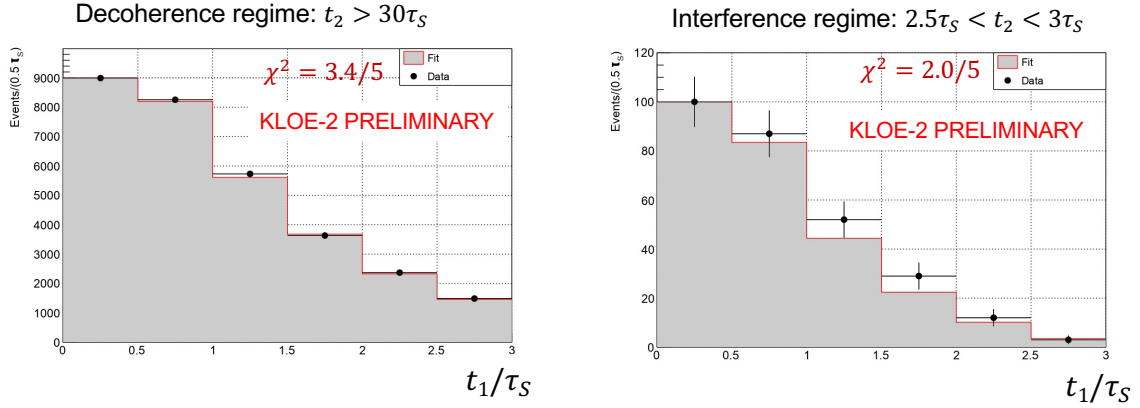 Decoherence regime: 𝑡₂ > 30𝜏_S
Events/(0.5 𝛕_S)
9000
8000
7000
6000
5000
4000
3000
2000
1000
0
χ² = 3.4/5
KLOE-2 PRELIMINARY
Fit
Data
0 0.5 1 1.5 2 2.5 3
𝑡₁/𝜏_S
Interference regime: 2.5𝜏_S < 𝑡₂ < 3𝜏_S
Events/(0.5 𝛕_S)
120
100
80
60
40
20
0
χ² = 2.0/5
KLOE-2 PRELIMINARY
Fit
Data
0 0.5 1 1.5 2 2.5 3
𝑡₁/𝜏_S